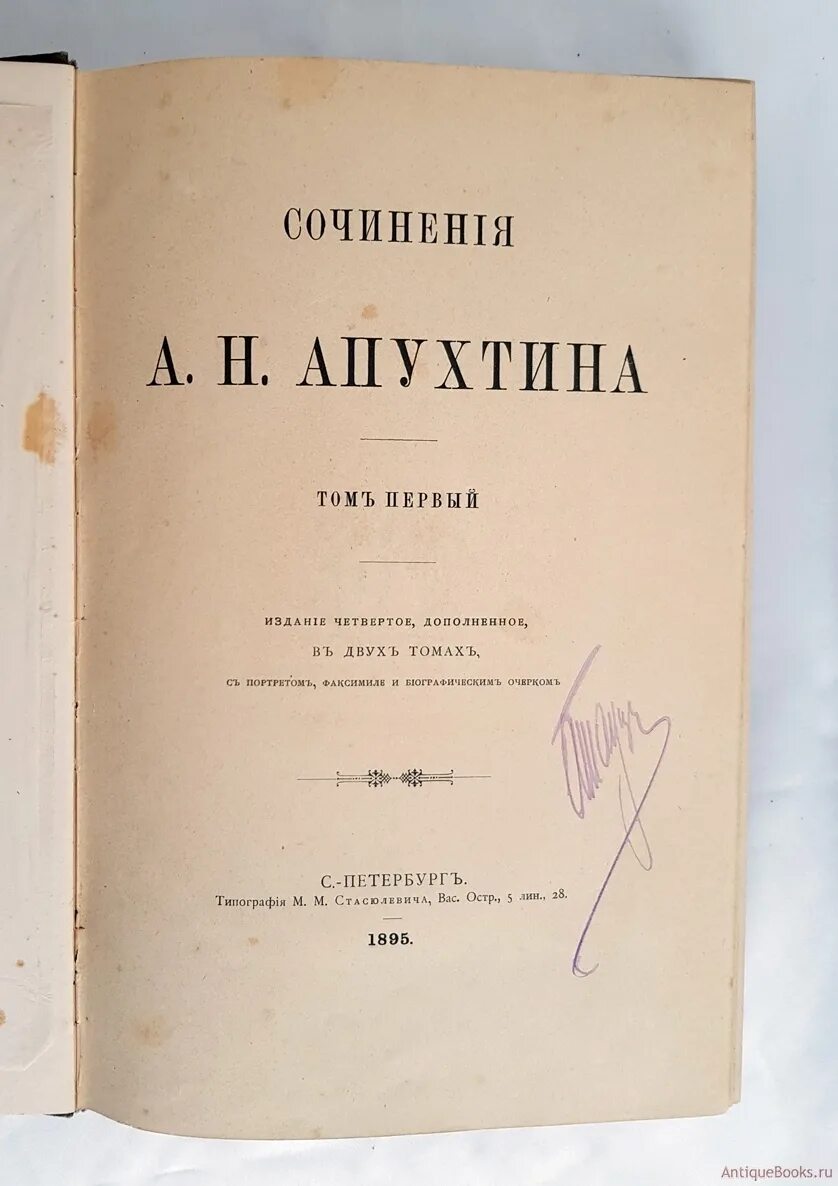 СОЧИНЕНІЯ
А. Н. АПУХТИНА
ТОМЪ ПЕРВЫЙ
ИЗДАНІЕ ЧЕТВЕРТОЕ, ДОПОЛНЕННОЕ,
ВЪ ДВУХЪ ТОМАХЪ,
СЪ ПОРТРЕТОМЪ, ФАКСИМИЛЕ И БІОГРАФИЧЕСКИМЪ ОЧЕРКОМЪ
С.-ПЕТЕРБУРГЪ.
Типографія М. М. Стасюлевича, Вас. Остр., 5 лин., 28.
1895.
AntiqueBooks.ru